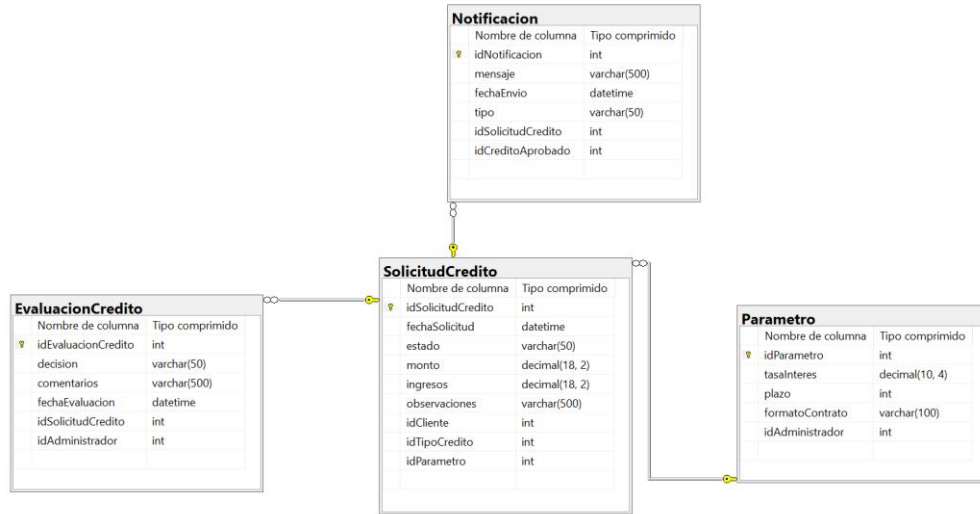 Notificacion
Nombre de columna Tipo comprimido
idNotificacion int
mensaje varchar(500)
fechaEnvio datetime
tipo varchar(50)
idSolicitudCredito int
idCreditoAprobado int
SolicitudCredito
Nombre de columna Tipo comprimido
idSolicitudCredito int
fechaSolicitud datetime
estado varchar(50)
monto decimal(18, 2)
ingresos decimal(18, 2)
observaciones varchar(500)
idCliente int
idTipoCredito int
idParametro int
EvaluacionCredito
Nombre de columna Tipo comprimido
idEvaluacionCredito int
decision varchar(50)
comentarios varchar(500)
fechaEvaluacion datetime
idSolicitudCredito int
idAdministrador int
Parametro
Nombre de columna Tipo comprimido
idParametro int
tasaInteres decimal(10, 4)
plazo int
formatoContrato varchar(100)
idAdministrador int